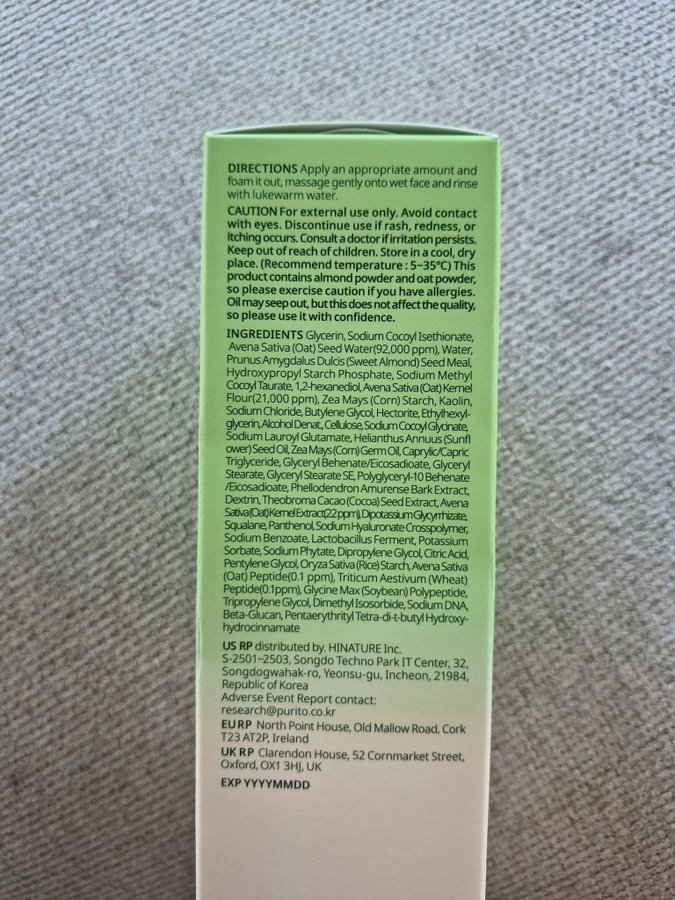 DIRECTIONS Apply an appropriate amount and
foam it out, massage gently onto wet face and rinse
with lukewarm water.
CAUTION For external use only. Avoid contact
with eyes. Discontinue use if rash, redness, or
itching occurs. Consult a doctor if irritation persists.
Keep out of reach of children. Store in a cool, dry
place. (Recommend temperature : 5~35℃) This
product contains almond powder and oat powder,
so please exercise caution if you have allergies.
Oil may seep out, but this does not affect the quality,
so please use it with confidence.
INGREDIENTS Glycerin, Sodium Cocoyl Isethionate,
Avena Sativa (Oat) Seed Water(92,000 ppm), Water,
Prunus Amygdalus Dulcis (Sweet Almond) Seed Meal,
Hydroxypropyl Starch Phosphate, Sodium Methyl
Cocoyl Taurate, 1,2-hexanediol, Avena Sativa (Oat) Kernel
Flour(21,000 ppm), Zea Mays (Corn) Starch, Kaolin,
Sodium Chloride, Butylene Glycol, Hectorite, Ethylhexyl-
glycerin, Alcohol Denat., Cellulose, Sodium Cocoyl Glycinate,
Sodium Lauroyl Glutamate, Helianthus Annuus (Sunfl
ower) Seed Oil, Zea Mays (Corn) Germ Oil, Caprylic/Capric
Triglyceride, Glyceryl Behenate/Eicosadioate, Glyceryl
Stearate, Glyceryl Stearate SE, Polyglyceryl-10 Behenate
/Eicosadioate, Phellodendron Amurense Bark Extract,
Dextrin, Theobroma Cacao (Cocoa) Seed Extract, Avena
Sativa (Oat) Kernel Extract(22 ppm), Dipotassium Glycyrrhizate,
Squalane, Panthenol, Sodium Hyaluronate Crosspolymer,
Sodium Benzoate, Lactobacillus Ferment, Potassium
Sorbate, Sodium Phytate, Dipropylene Glycol, Citric Acid,
Pentylene Glycol, Oryza Sativa (Rice) Starch, Avena Sativa
(Oat) Peptide(0.1 ppm), Triticum Aestivum (Wheat)
Peptide(0.1ppm), Glycine Max (Soybean) Polypeptide,
Tripropylene Glycol, Dimethyl Isosorbide, Sodium DNA,
Beta-Glucan, Pentaerythrityl Tetra-di-t-butyl Hydroxy-
hydrocinnamate
US RP distributed by. HINATURE Inc.
S-2501~2503, Songdo Techno Park IT Center, 32,
Songdogwahak-ro, Yeonsu-gu, Incheon, 21984,
Republic of Korea
Adverse Event Report contact:
research@purito.co.kr
EU RP North Point House, Old Mallow Road, Cork
T23 AT2P, Ireland
UK RP Clarendon House, 52 Cornmarket Street,
Oxford, OX1 3HJ, UK
EXP YYYYMMDD